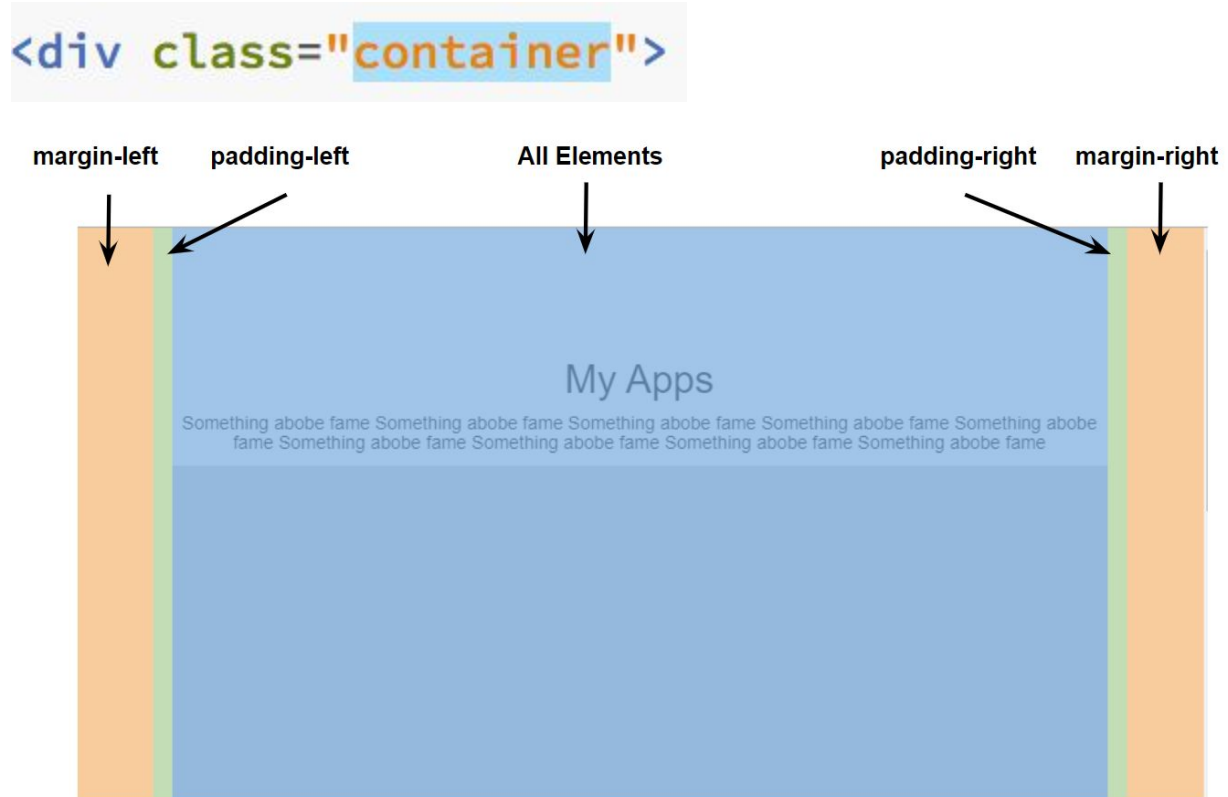 <div class="container">
margin-left padding-left All Elements padding-right margin-right
My Apps
Something abobe fame Something abobe fame Something abobe fame Something abobe fame Something abobe
fame Something abobe fame Something abobe fame Something abobe fame Something abobe fame